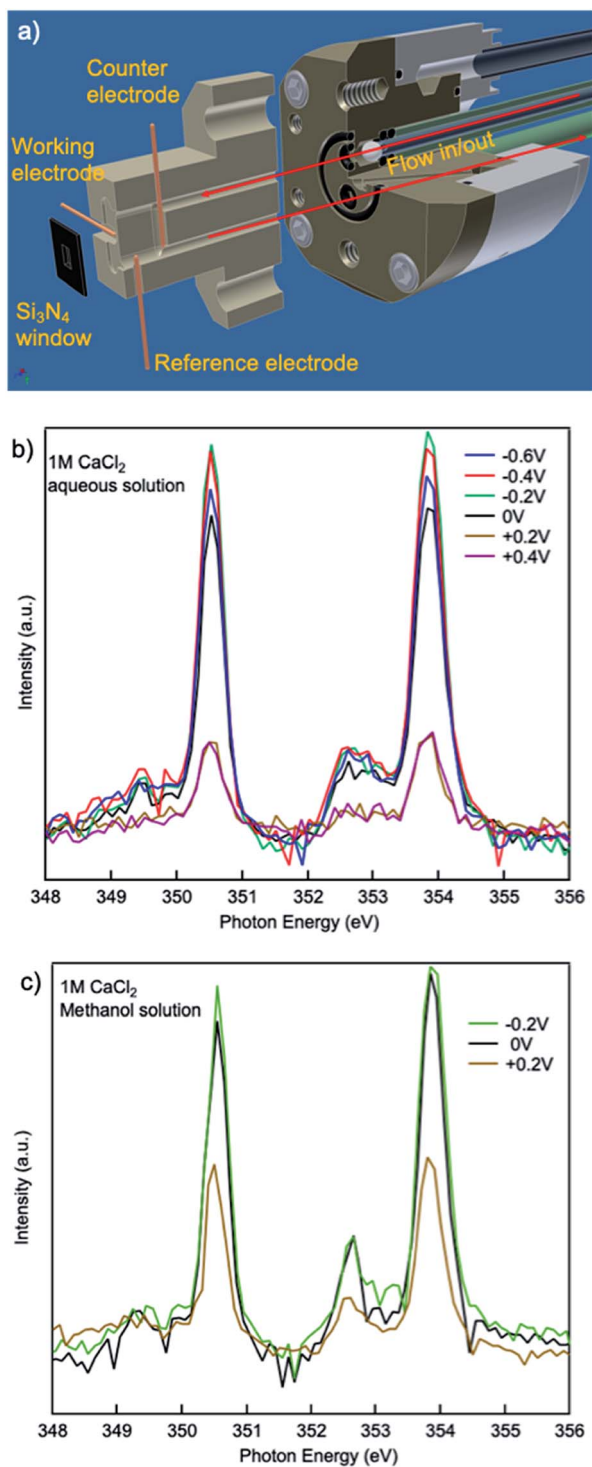 a)
Counter
electrode
Working
electrode
Flow in/out
Si₃N₄
window
Reference electrode
b)
1M CaCl₂
aqueous solution
-0.6V
-0.4V
-0.2V
0V
+0.2V
+0.4V
Intensity (a.u.)
348 349 350 351 352 353 354 355 356
Photon Energy (eV)
c)
1M CaCl₂
Methanol solution
-0.2V
0V
+0.2V
Intensity (a.u.)
348 349 350 351 352 353 354 355 356
Photon Energy (eV)